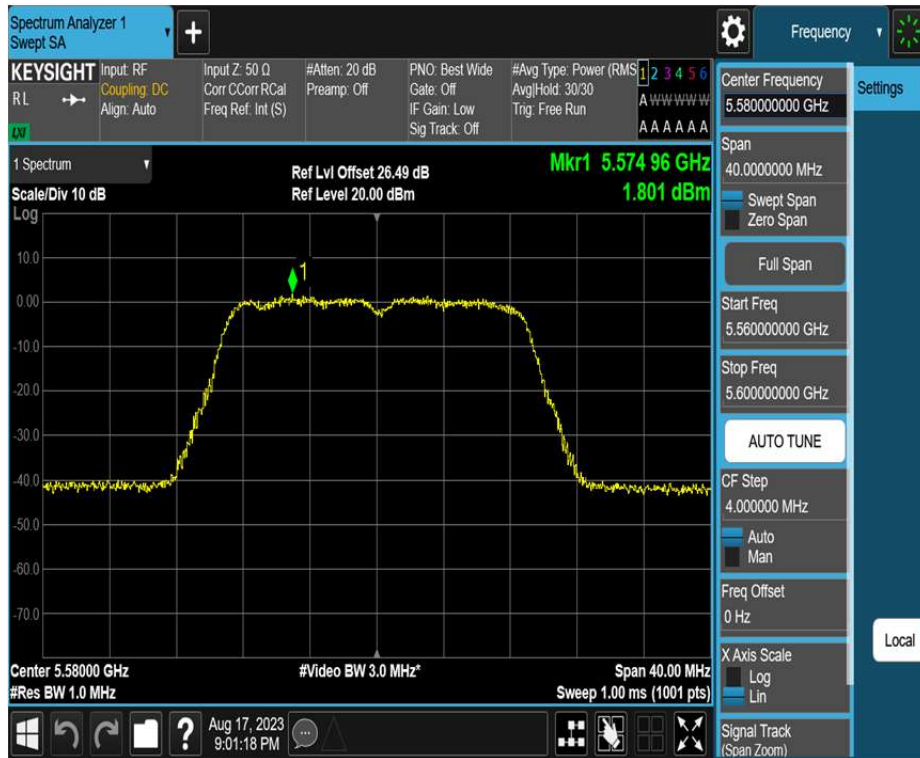 Spectrum Analyzer 1
Swept SA
Frequency
KEYSIGHT
R L
LXI
Input: RF
Coupling: DC
Align: Auto
Input Z: 50 Ω
Corr CCorr RCal
Freq Ref: Int (S)
#Atten: 20 dB
Preamp: Off
PNO: Best Wide
Gate: Off
IF Gain: Low
Sig Track: Off
#Avg Type: Power (RMS
Avg|Hold: 30/30
Trig: Free Run
1 2 3 4 5 6
A W W W W W
A A A A A A
Center Frequency
5.580000000 GHz
Settings
1 Spectrum
Scale/Div 10 dB
Log
Ref Lvl Offset 26.49 dB
Ref Level 20.00 dBm
Mkr1 5.574 96 GHz
1.801 dBm
Span
40.0000000 MHz
Swept Span
Zero Span
Full Span
Start Freq
5.560000000 GHz
Stop Freq
5.600000000 GHz
AUTO TUNE
CF Step
4.000000 MHz
Auto
Man
Freq Offset
0 Hz
X Axis Scale
Log
Lin
Local
Signal Track
(Span Zoom)
10.0
0.00
-10.0
-20.0
-30.0
-40.0
-50.0
-60.0
-70.0
1
Center 5.58000 GHz
#Res BW 1.0 MHz
#Video BW 3.0 MHz*
Span 40.00 MHz
Sweep 1.00 ms (1001 pts)
?
Aug 17, 2023
9:01:18 PM